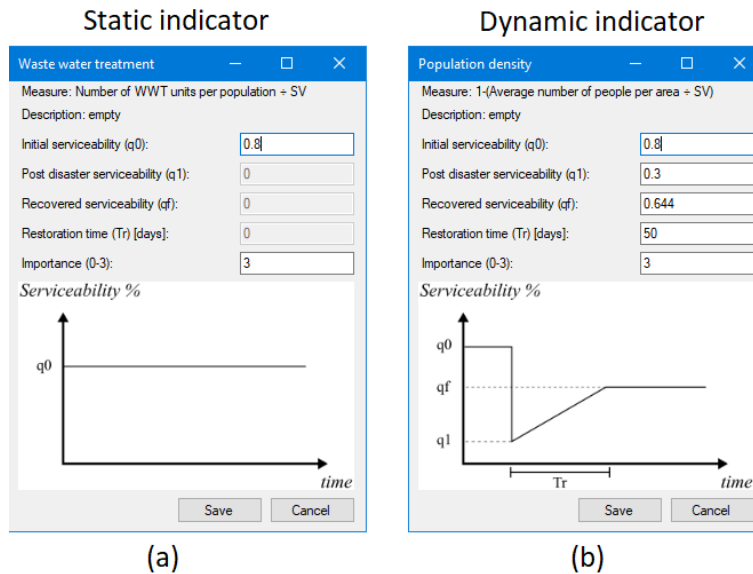 Static indicator
Waste water treatment
Measure: Number of WWT units per population ÷ SV
Description: empty
Initial serviceability (q0): 0.8
Post disaster serviceability (q1): 0
Recovered serviceability (qf): 0
Restoration time (Tr) [days]: 0
Importance (0-3): 3
Serviceability %
q0
time
Save Cancel
(a)
Dynamic indicator
Population density
Measure: 1-(Average number of people per area ÷ SV)
Description: empty
Initial serviceability (q0): 0.8
Post disaster serviceability (q1): 0.3
Recovered serviceability (qf): 0.644
Restoration time (Tr) [days]: 50
Importance (0-3): 3
Serviceability %
q0
qf
q1
Tr
time
Save Cancel
(b)